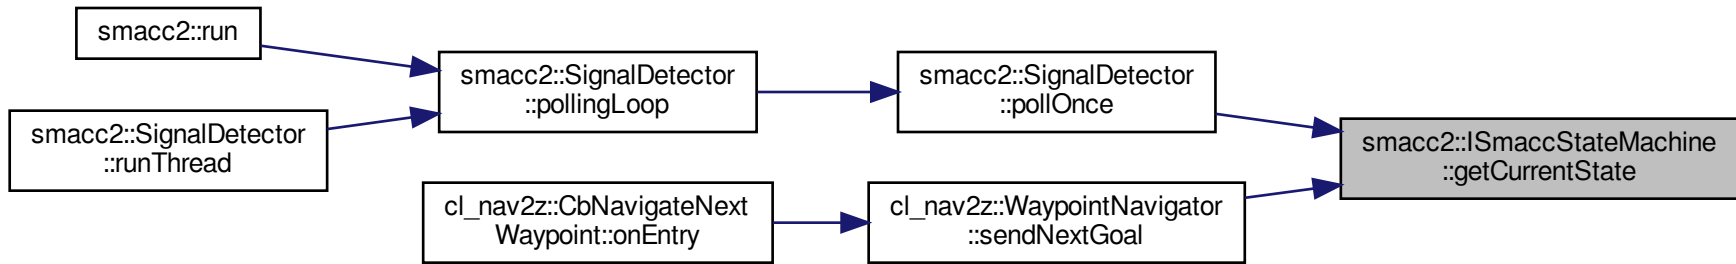 smacc2::run
smacc2::SignalDetector
::runThread
smacc2::SignalDetector
::pollingLoop
cl_nav2z::CbNavigateNext
Waypoint::onEntry
smacc2::SignalDetector
::pollOnce
cl_nav2z::WaypointNavigator
::sendNextGoal
smacc2::ISmaccStateMachine
::getCurrentState